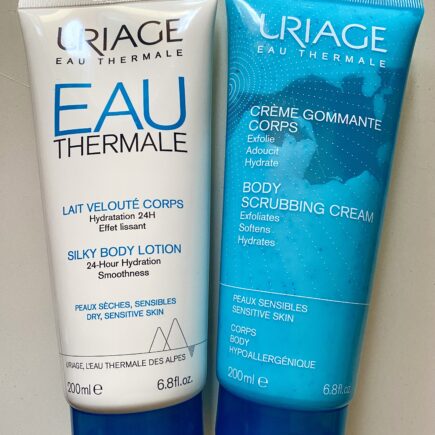 URIAGE
EAU THERMALE
EAU
THERMALE
LAIT VELOUTÉ CORPS
Hydratation 24H
Effet lissant
SILKY BODY LOTION
24-Hour Hydration
Smoothness
PEAUX SÈCHES, SENSIBLES
DRY, SENSITIVE SKIN
URIAGE, L'EAU THERMALE DES ALPES
200ml e 6.8fl.oz.
URIAGE
EAU THERMALE
CRÈME GOMMANTE
CORPS
Exfolie
Adoucit
Hydrate
BODY
SCRUBBING CREAM
Exfoliates
Softens
Hydrates
PEAUX SENSIBLES
SENSITIVE SKIN
CORPS
BODY
HYPOALLERGÉNIQUE
200ml e 6.8fl.oz.